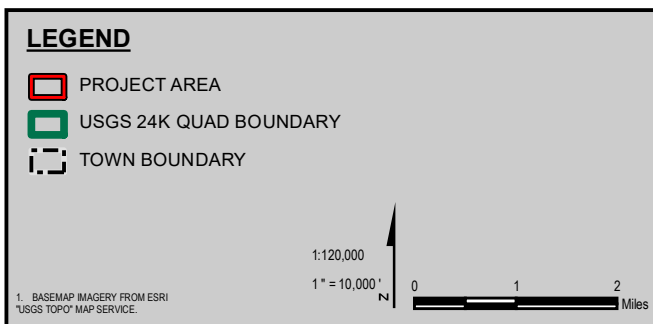 LEGEND
PROJECT AREA
USGS 24K QUAD BOUNDARY
TOWN BOUNDARY
1:120,000
1 " = 10,000 '
N
0 1 2
Miles
1. BASEMAP IMAGERY FROM ESRI
"USGS TOPO" MAP SERVICE.